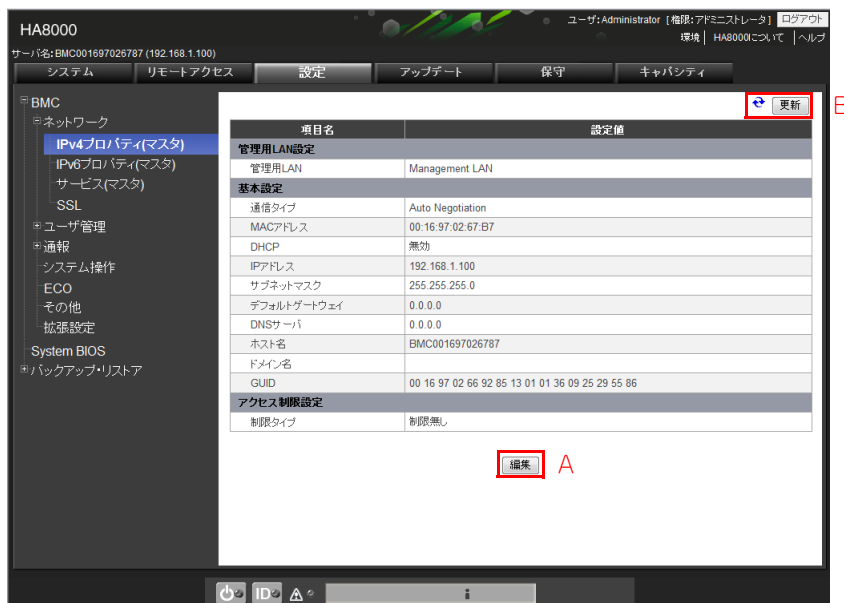 HA8000
ユーザ:Administrator [権限:アドミニストレータ] ログアウト
環境 HA8000について ヘルプ
サーバ名:BMC001697026787 (192.168.1.100)
システム リモートアクセス 設定 アップデート 保守 キャパシティ
BMC
ネットワーク
IPv4プロパティ(マスタ)
IPv6プロパティ(マスタ)
サービス(マスタ)
SSL
ユーザ管理
通報
システム操作
ECO
その他
拡張設定
System BIOS
バックアップ・リストア
更新
項目名 設定値
管理用LAN設定
管理用LAN Management LAN
基本設定
通信タイプ Auto Negotiation
MACアドレス 00:16:97:02:67:B7
DHCP 無効
IPアドレス 192.168.1.100
サブネットマスク 255.255.255.0
デフォルトゲートウェイ 0.0.0.0
DNSサーバ 0.0.0.0
ホスト名 BMC001697026787
ドメイン名
GUID 00 16 97 02 66 92 85 13 01 01 36 09 25 29 55 86
アクセス制限設定
制限タイプ 制限無し
編集 A
ID